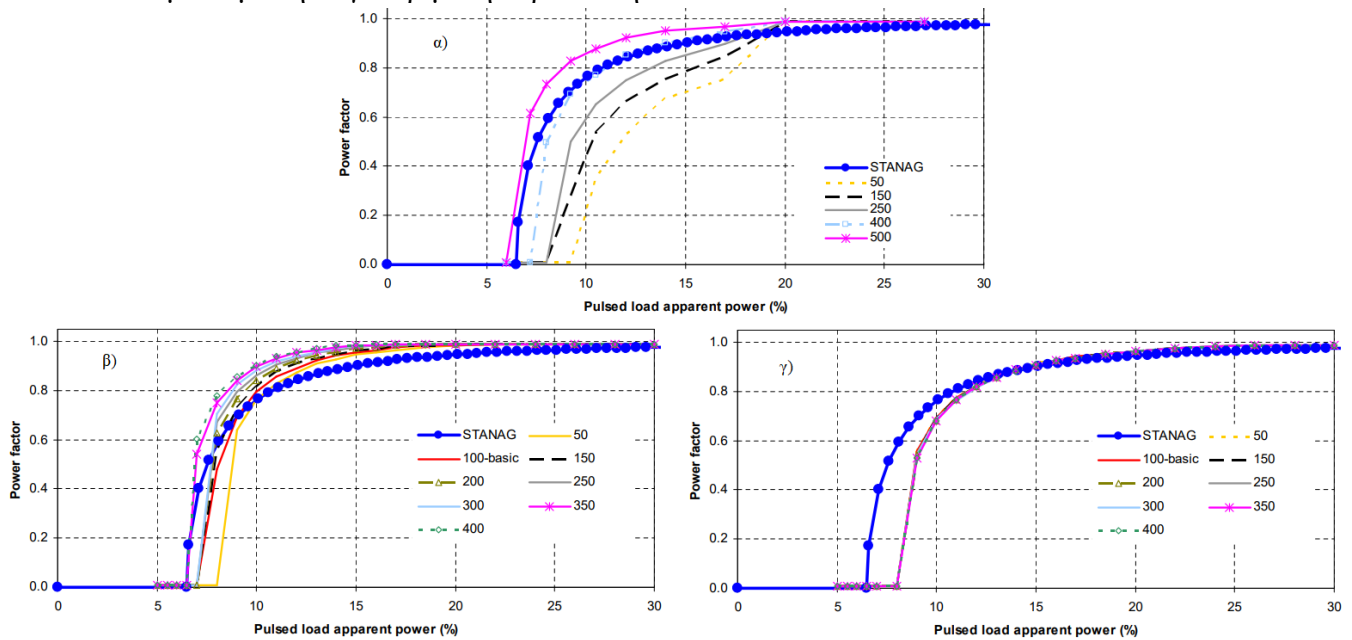 α)
Power factor
1.0
0.8
0.6
0.4
0.2
0.0
0 5 10 15 20 25 30
Pulsed load apparent power (%)
STANAG
50
150
250
400
500
β)
Power factor
1.0
0.8
0.6
0.4
0.2
0.0
0 5 10 15 20 25 30
Pulsed load apparent power (%)
STANAG 50
100-basic 150
200 250
300 350
400
γ)
Power factor
1.0
0.8
0.6
0.4
0.2
0.0
0 5 10 15 20 25 30
Pulsed load apparent power (%)
STANAG 50
100-basic 150
200 250
300 350
400